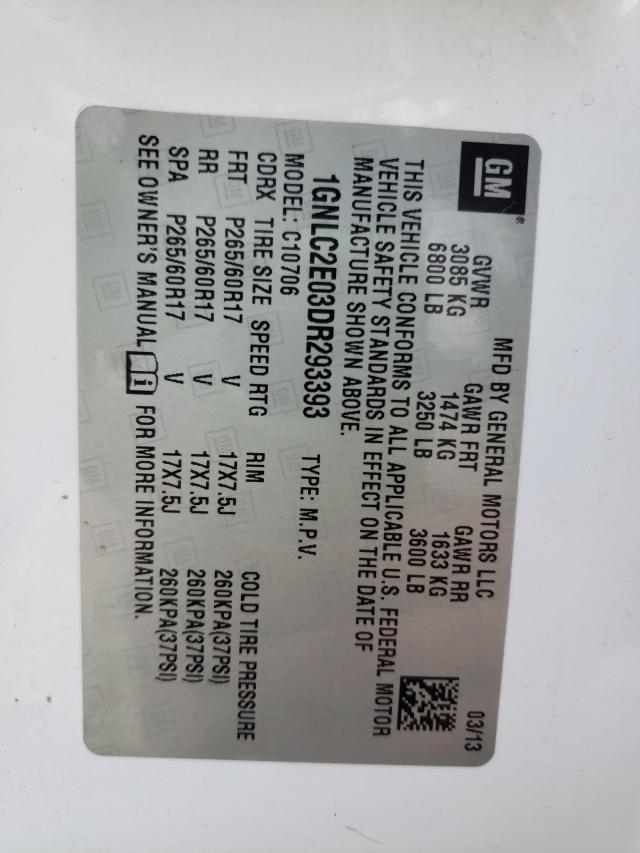 GM
MFD BY GENERAL MOTORS LLC 03/13
GVWR GAWR FRT GAWR RR
3085 KG 1474 KG 1633 KG
6800 LB 3250 LB 3600 LB
THIS VEHICLE CONFORMS TO ALL APPLICABLE U.S. FEDERAL MOTOR
VEHICLE SAFETY STANDARDS IN EFFECT ON THE DATE OF
MANUFACTURE SHOWN ABOVE.
1GNLC2E03DR293393 TYPE: M.P.V.
MODEL: C10706
CDRX TIRE SIZE SPEED RTG RIM COLD TIRE PRESSURE
FRT P265/60R17 V 17X7.5J 260KPA(37PSI)
RR P265/60R17 V 17X7.5J 260KPA(37PSI)
SPA P265/60R17 V 17X7.5J 260KPA(37PSI)
SEE OWNER'S MANUAL i FOR MORE INFORMATION.